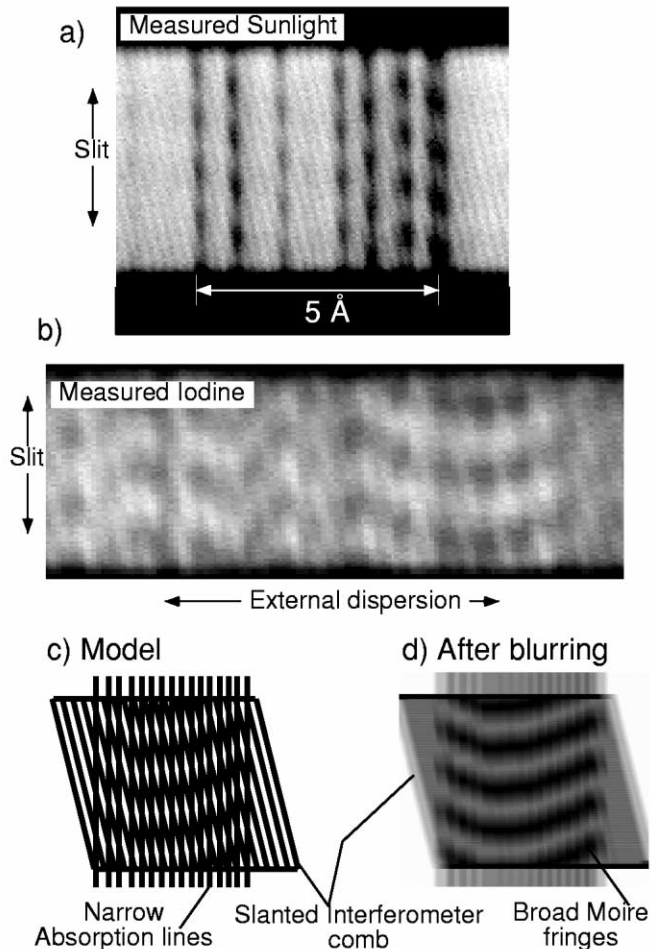 a)
Measured Sunlight
Slit
5 Å
b)
Measured Iodine
Slit
External dispersion
c) Model
d) After blurring
Narrow
Absorption lines
Slanted Interferometer
comb
Broad Moire
fringes